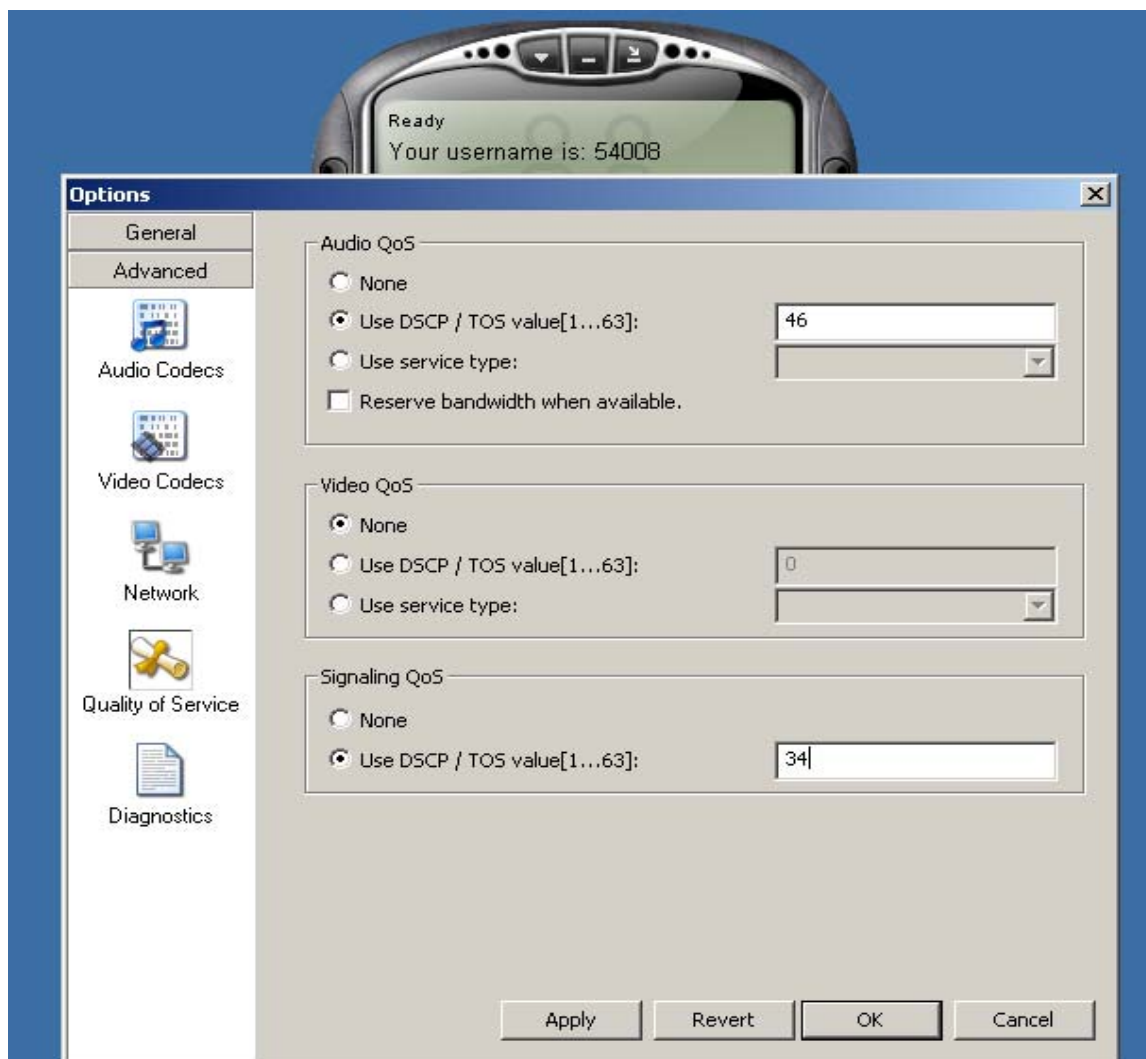 Ready
Your username is: 54008
Options
General
Advanced
Audio Codecs
Video Codecs
Network
Quality of Service
Diagnostics
Audio QoS
None
Use DSCP / TOS value[1...63]: 46
Use service type:
Reserve bandwidth when available.
Video QoS
None
Use DSCP / TOS value[1...63]: 0
Use service type:
Signaling QoS
None
Use DSCP / TOS value[1...63]: 34
Apply Revert OK Cancel